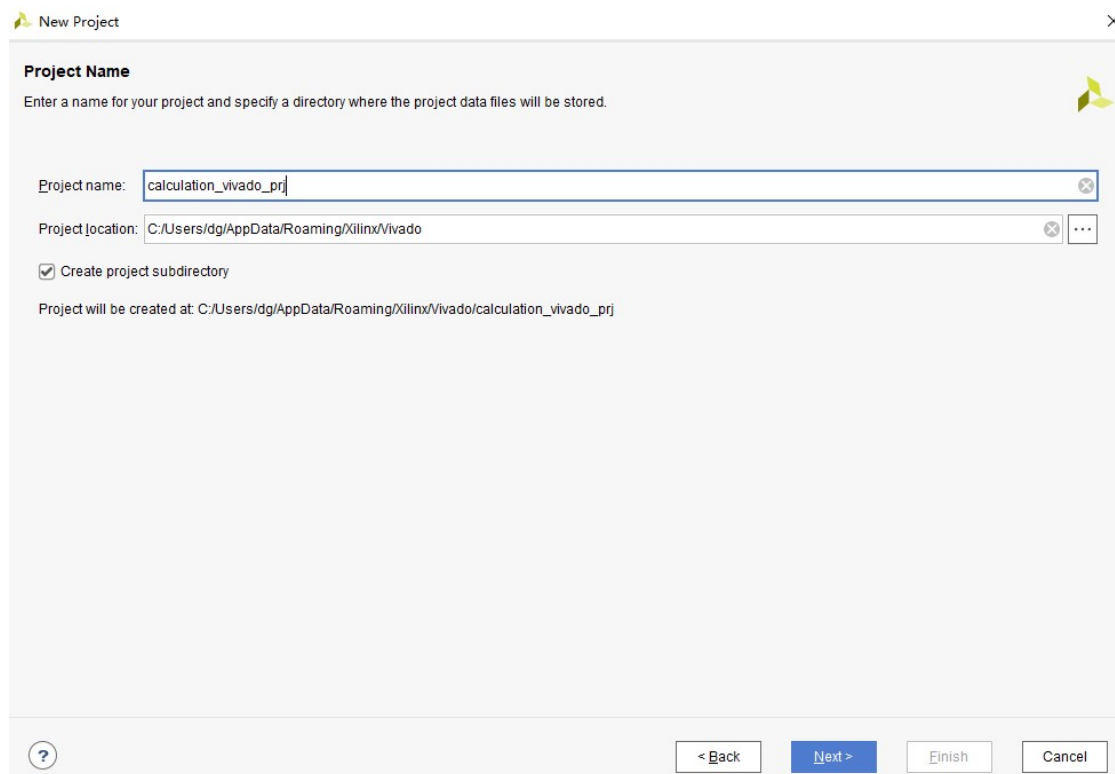 New Project
Project Name
Enter a name for your project and specify a directory where the project data files will be stored.
Project name: calculation_vivado_prj
Project location: C:/Users/dg/AppData/Roaming/Xilinx/Vivado ...
Create project subdirectory
Project will be created at: C:/Users/dg/AppData/Roaming/Xilinx/Vivado/calculation_vivado_prj
? < Back Next > Finish Cancel